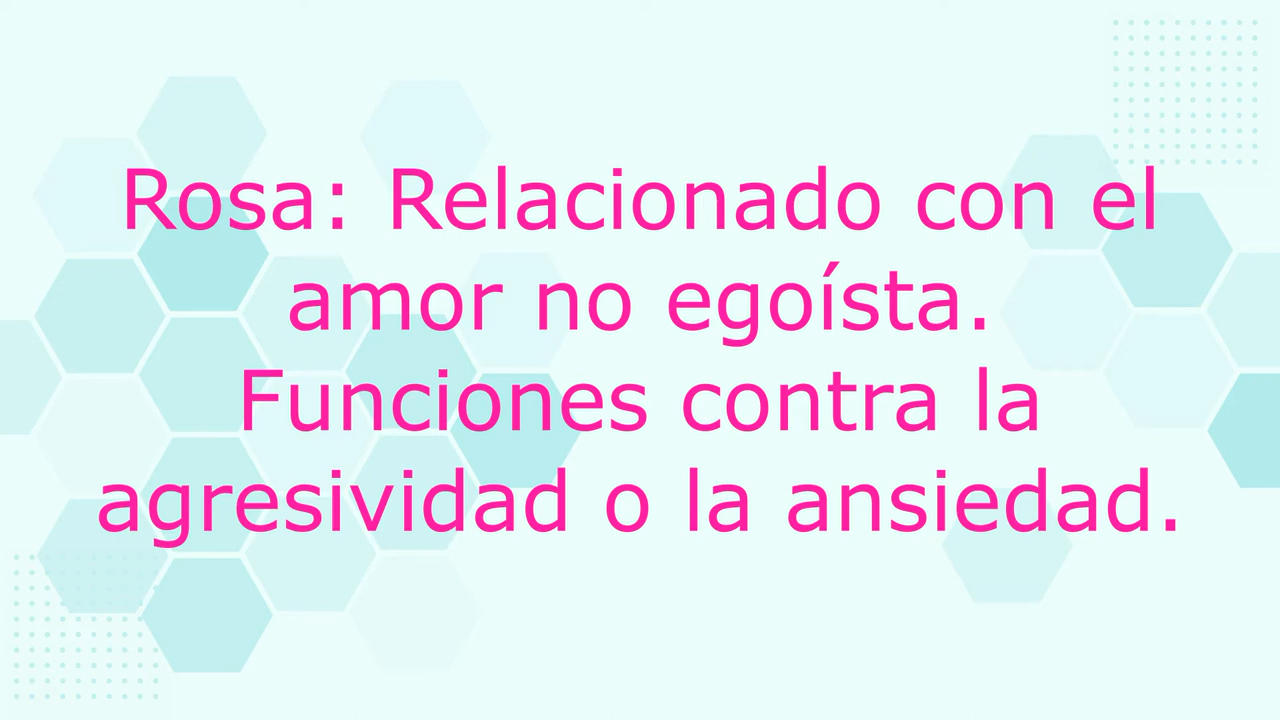 Rosa: Relacionado con el
amor no egoísta.
Funciones contra la
agresividad o la ansiedad.